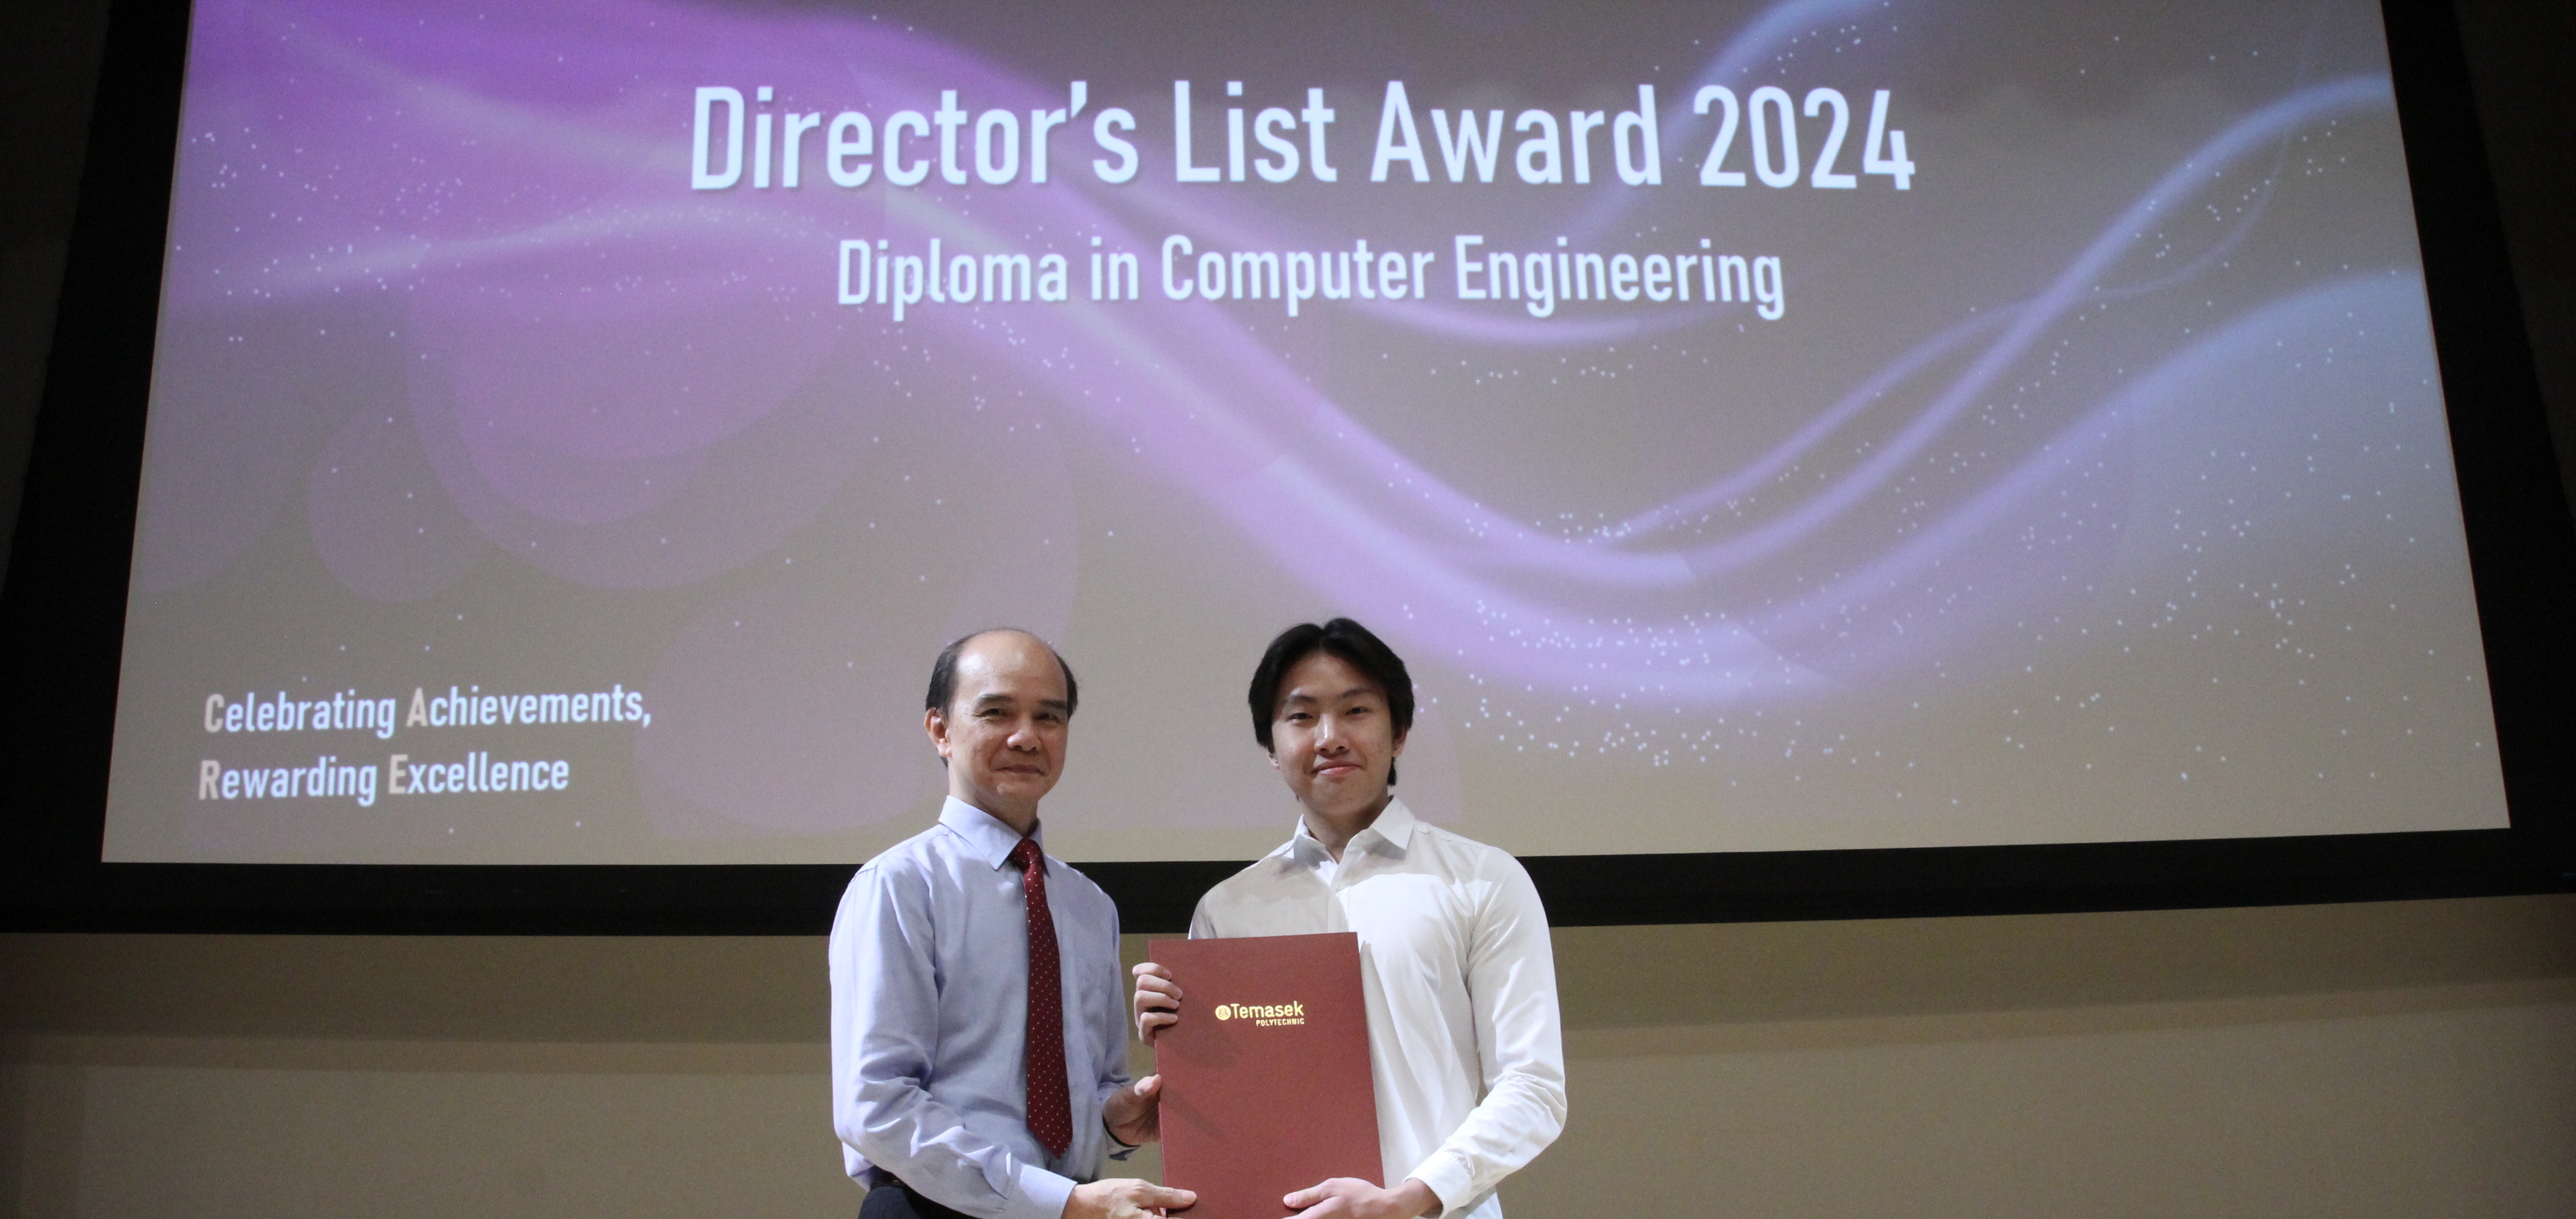 Director's List Award 2024
Diploma in Computer Engineering
Celebrating Achievements,
Rewarding Excellence
Temasek
POLYTECHNIC